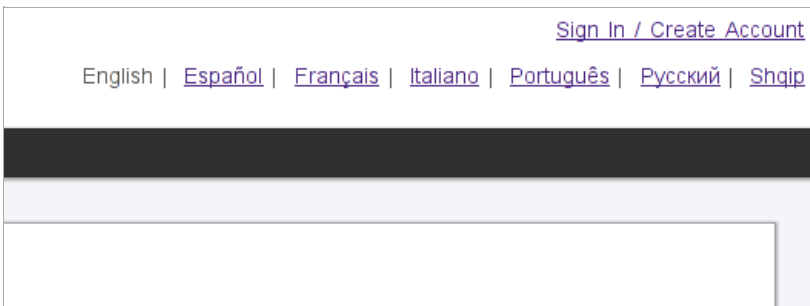 Sign In / Create Account
English | Español | Français | Italiano | Português | Русский | Shqip